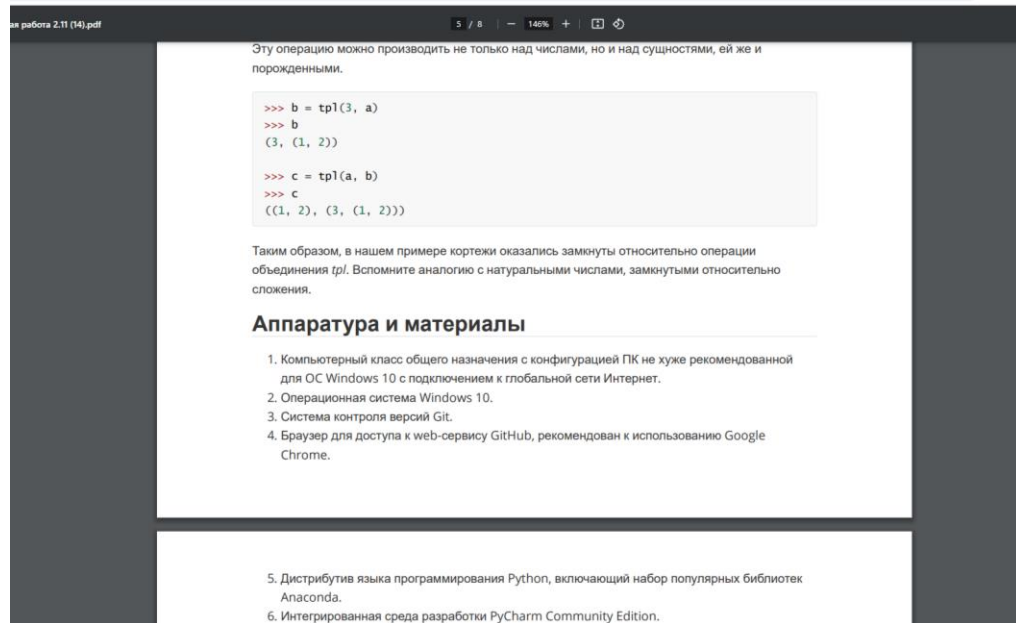 ая работа 2.11 (14).pdf
5 / 8 | — 146% + |
Эту операцию можно производить не только над числами, но и над сущностями, ей же и
порожденными.
>>> b = tpl(3, a)
>>> b
(3, (1, 2))
>>> c = tpl(a, b)
>>> c
((1, 2), (3, (1, 2)))
Таким образом, в нашем примере кортежи оказались замкнуты относительно операции
объединения tpl. Вспомните аналогию с натуральными числами, замкнутыми относительно
сложения.
Аппаратура и материалы
1. Компьютерный класс общего назначения с конфигурацией ПК не хуже рекомендованной
для ОС Windows 10 с подключением к глобальной сети Интернет.
2. Операционная система Windows 10.
3. Система контроля версий Git.
4. Браузер для доступа к web-сервису GitHub, рекомендован к использованию Google
Chrome.
5. Дистрибутив языка программирования Python, включающий набор популярных библиотек
Anaconda.
6. Интегрированная среда разработки PyCharm Community Edition.